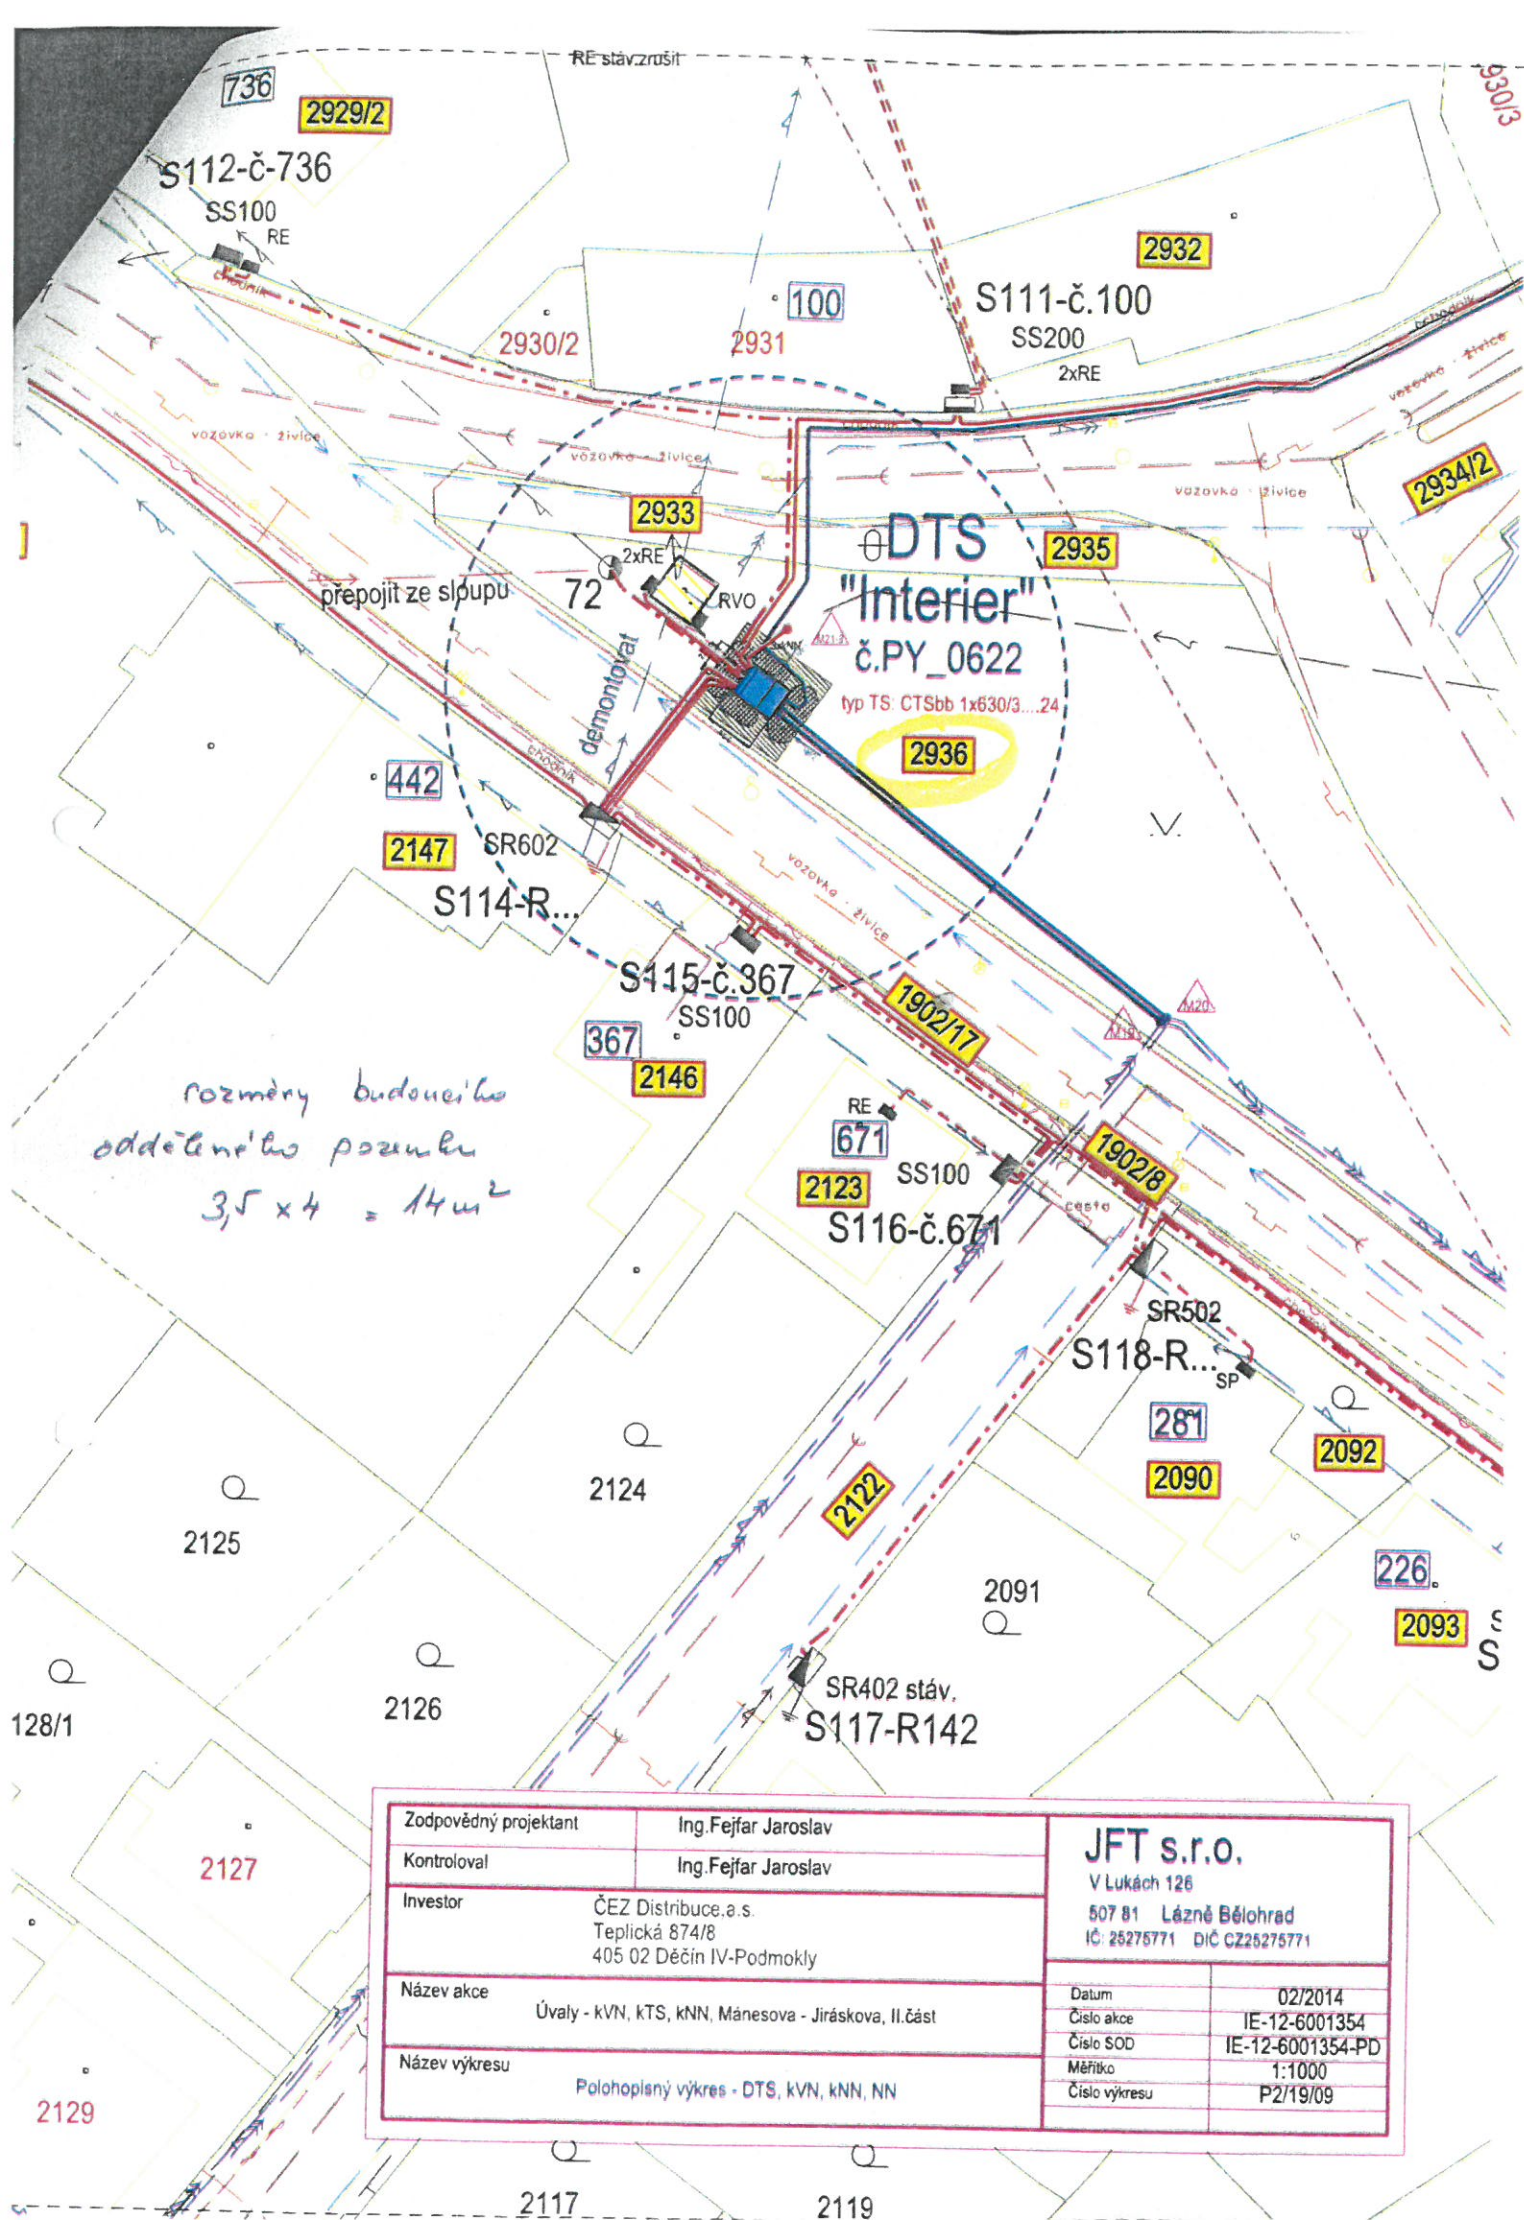 RE stáv.zrušit
736
2929/2
930/3
S112-č-736
SS100
RE
chodník
2932
100
S111-č.100
SS200
2xRE
2930/2
2931
chodník
živice
vozovka
vozovka - živice
vozovka - živice
vozovka - živice
2934/2
2933
DTS
2935
"Interier"
č.PY_0622
typ TS: CTSbb 1x630/3....24
2936
2xRE
72
RVO
přepojit ze sloupu
demontovat
chodník
442
2147
SR602
S114-R...
vozovka - živice
S115-č.367
SS100
367
2146
1902/17
M20
rozměry budoucího
odděleného pozemku
3,5 x 4 = 14 m²
RE
671
2123
SS100
S116-č.671
1902/8
cesta
SR502
S118-R...
SP
281
2090
2092
2124
2125
2122
2091
226
2093
S
2126
128/1
SR402 stáv.
S117-R142
2127
2129
Zodpovědný projektant
Ing.Fejfar Jaroslav
Kontroloval
Ing.Fejfar Jaroslav
Investor
ČEZ Distribuce,a.s.
Teplická 874/8
405 02 Děčín IV-Podmokly
Název akce
Úvaly - kVN, kTS, kNN, Mánesova - Jiráskova, II.část
Název výkresu
Polohopisný výkres - DTS, kVN, kNN, NN
JFT s.r.o.
V Lukách 126
507 81 Lázně Bělohrad
IČ: 25275771 DIČ CZ25275771
Datum 02/2014
Číslo akce IE-12-6001354
Číslo SOD IE-12-6001354-PD
Měřítko 1:1000
Číslo výkresu P2/19/09
2117
2119